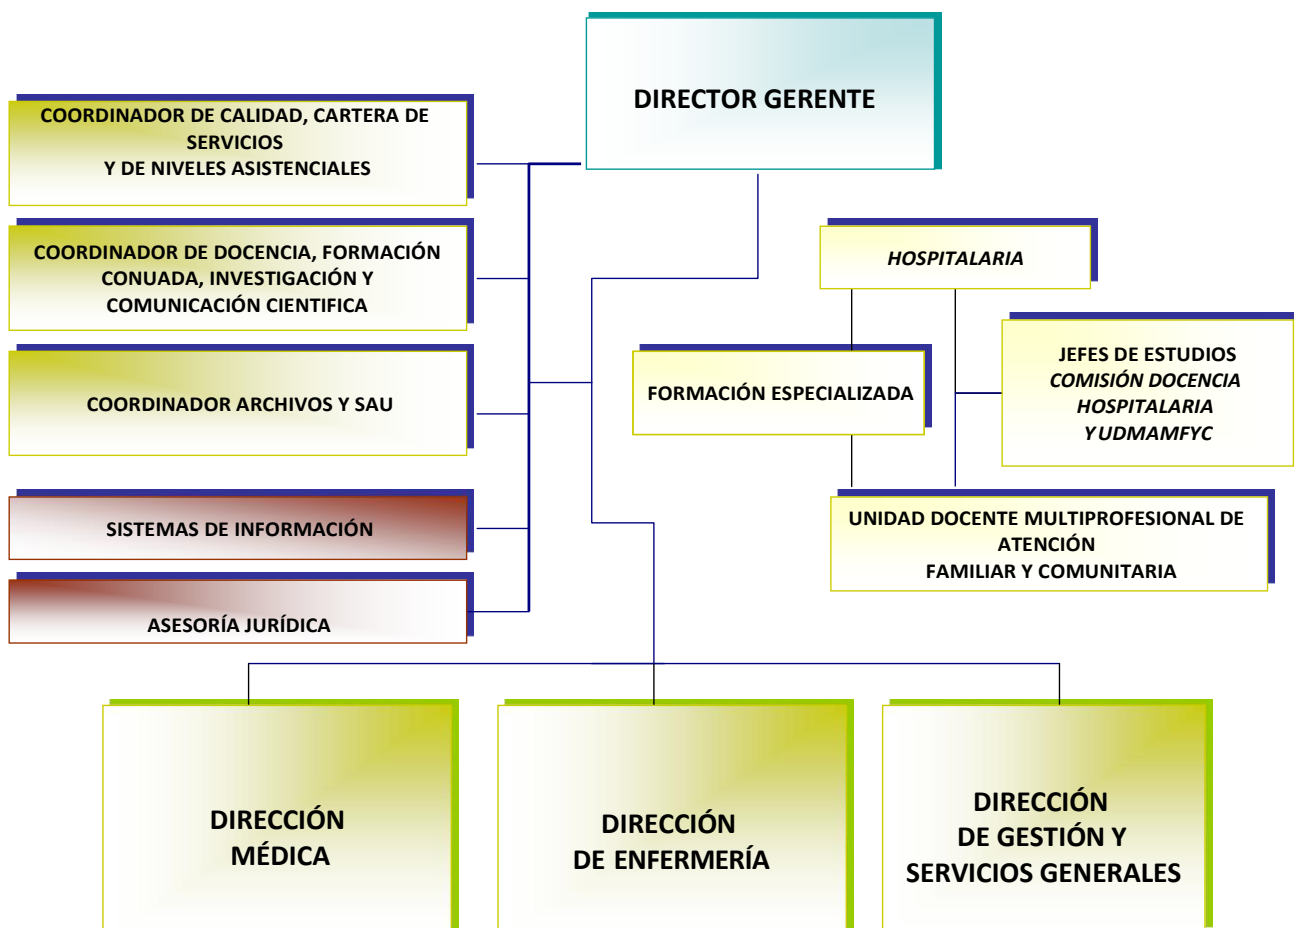 DIRECTOR GERENTE
COORDINADOR DE CALIDAD, CARTERA DE
SERVICIOS
Y DE NIVELES ASISTENCIALES
COORDINADOR DE DOCENCIA, FORMACIÓN
CONUADA, INVESTIGACIÓN Y
COMUNICACIÓN CIENTIFICA
COORDINADOR ARCHIVOS Y SAU
SISTEMAS DE INFORMACIÓN
ASESORÍA JURÍDICA
HOSPITALARIA
FORMACIÓN ESPECIALIZADA
JEFES DE ESTUDIOS
COMISIÓN DOCENCIA
HOSPITALARIA
Y UDMAMFYC
UNIDAD DOCENTE MULTIPROFESIONAL DE
ATENCIÓN
FAMILIAR Y COMUNITARIA
DIRECCIÓN
MÉDICA
DIRECCIÓN
DE ENFERMERÍA
DIRECCIÓN
DE GESTIÓN Y
SERVICIOS GENERALES